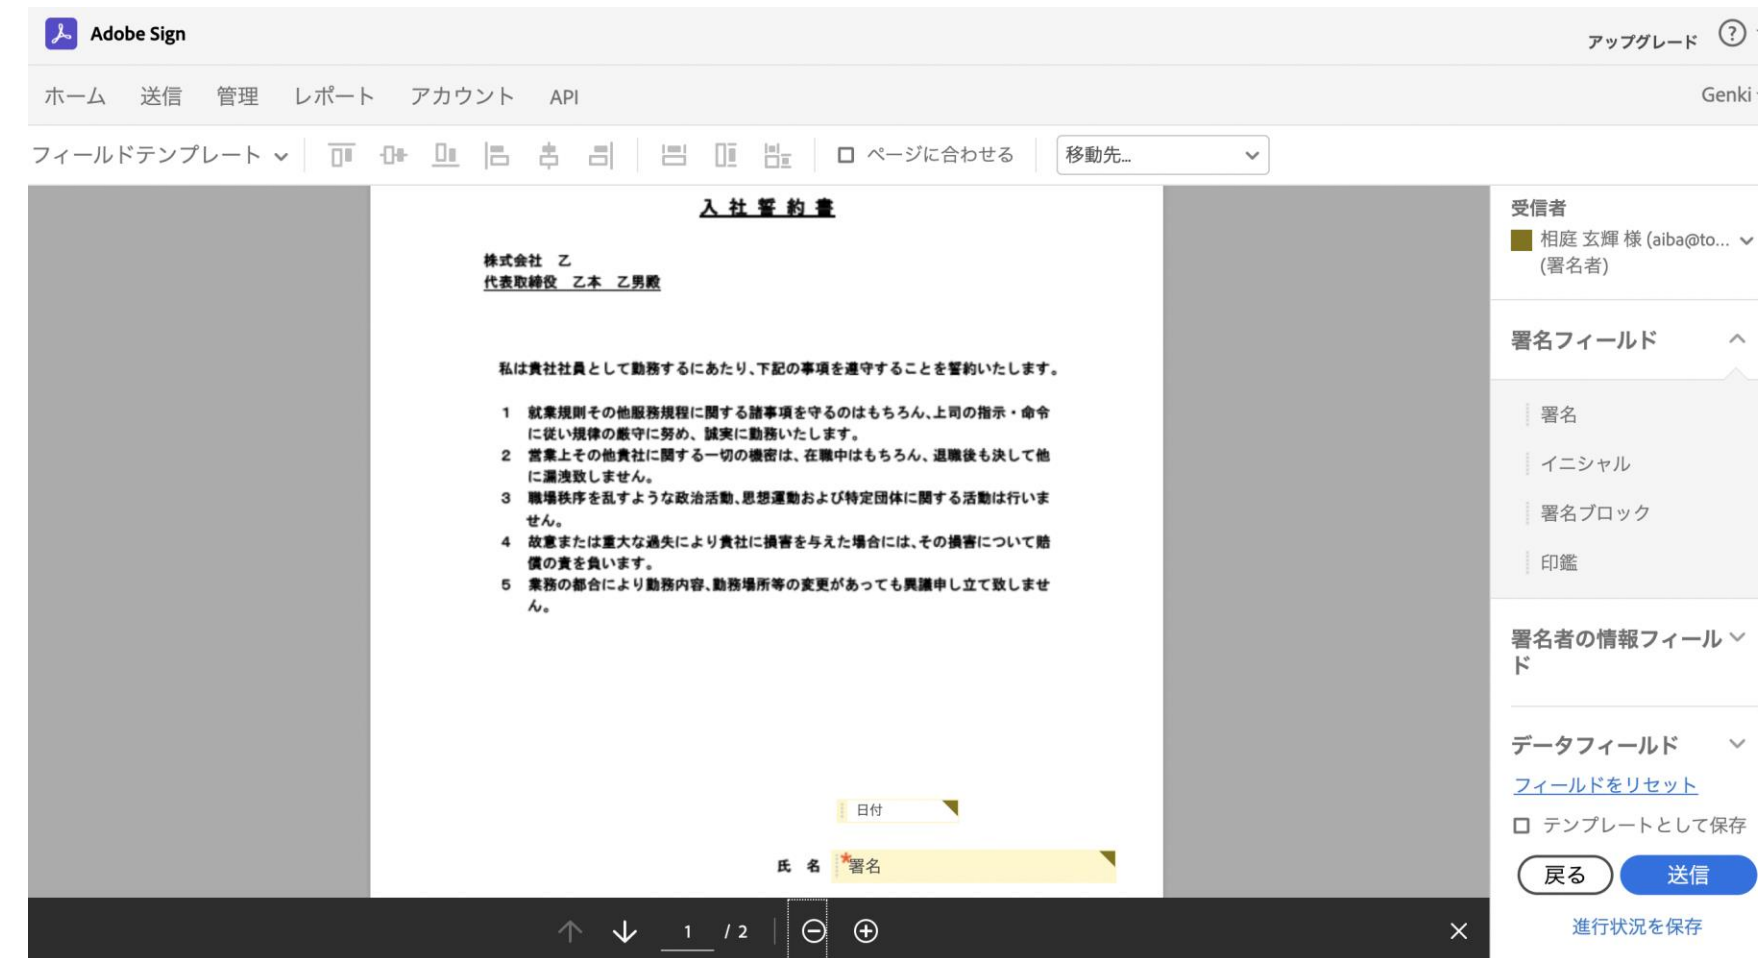 Adobe Sign
アップグレード
ホーム 送信 管理 レポート アカウント API
Genki
フィールドテンプレート
ページに合わせる
移動先...
入社誓約書
株式会社 乙
代表取締役 乙本 乙男殿
私は貴社社員として勤務するにあたり、下記の事項を遵守することを誓約いたします。
1 就業規則その他服務規程に関する諸事項を守るのはもちろん、上司の指示・命令
に従い規律の厳守に努め、誠実に勤務いたします。
2 営業上その他貴社に関する一切の機密は、在職中はもちろん、退職後も決して他
に漏洩致しません。
3 職場秩序を乱すような政治活動、思想運動および特定団体に関する活動は行いま
せん。
4 故意または重大な過失により貴社に損害を与えた場合には、その損害について賠
償の責を負います。
5 業務の都合により勤務内容、勤務場所等の変更があっても異議申し立て致しませ
ん。
日付
氏 名 *署名
1 / 2
受信者
相庭 玄輝 様 (aiba@to...
(署名者)
署名フィールド
署名
イニシャル
署名ブロック
印鑑
署名者の情報フィール
ド
データフィールド
フィールドをリセット
テンプレートとして保存
戻る 送信
進行状況を保存